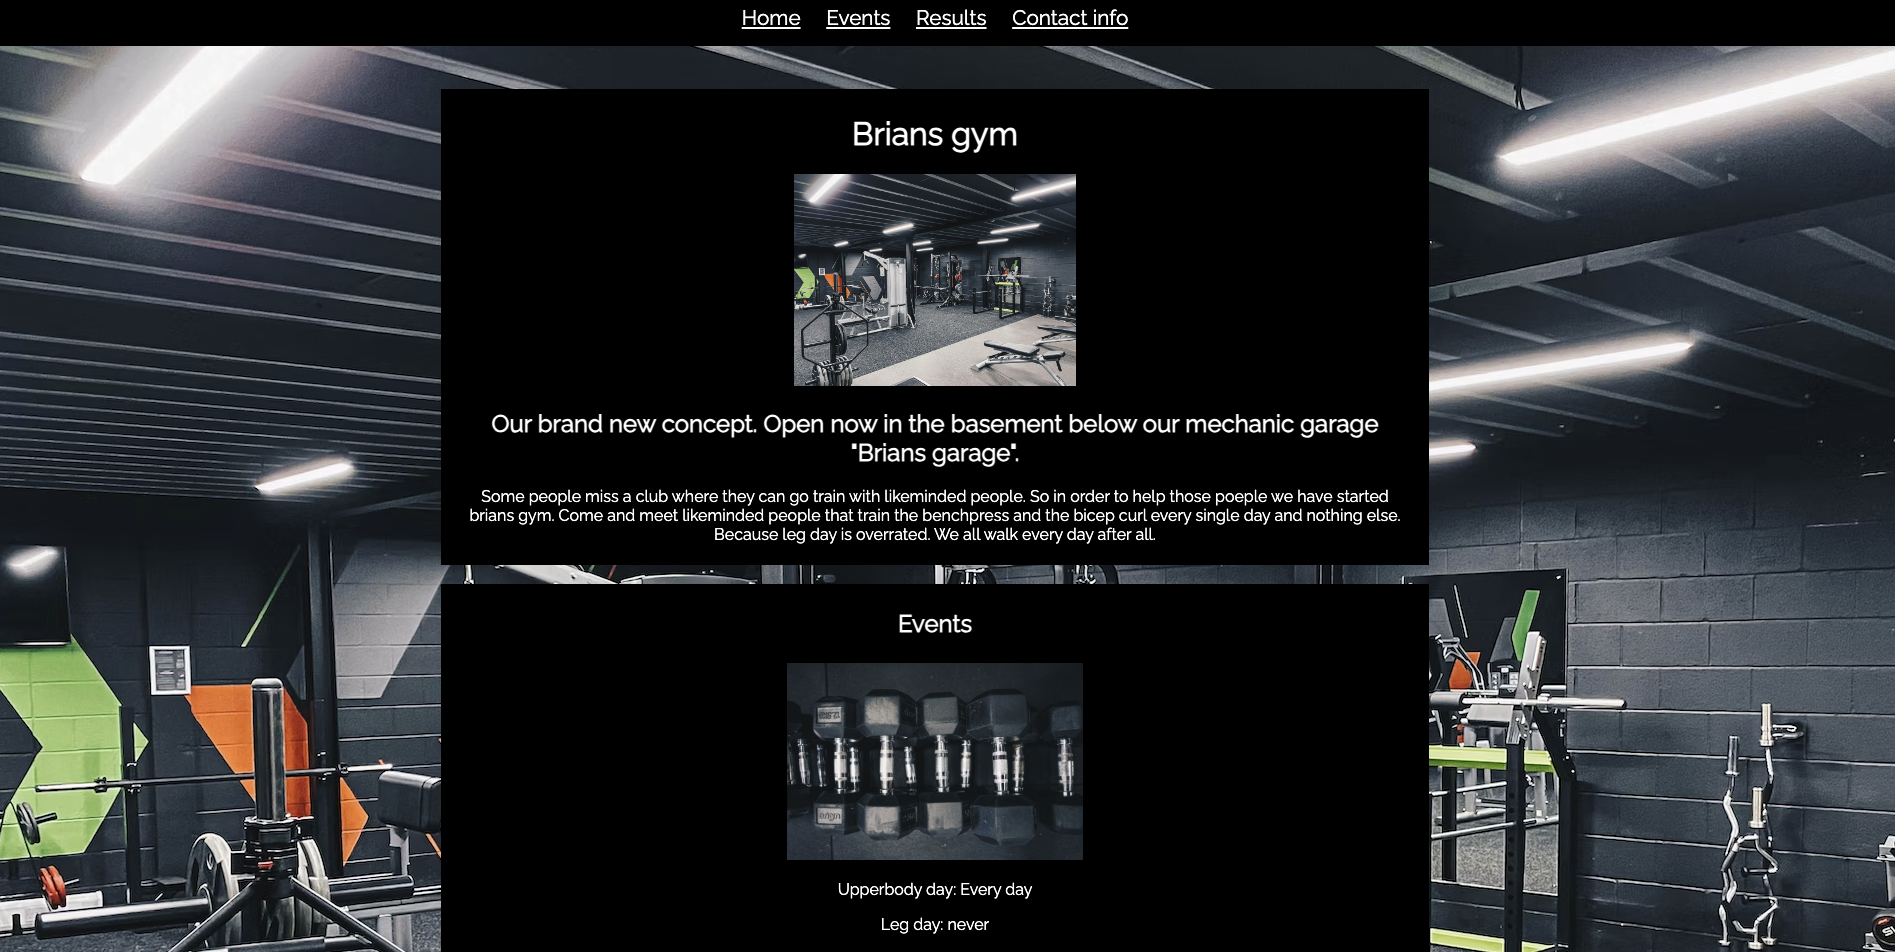 Home Events Results Contact info
Brians gym
Our brand new concept. Open now in the basement below our mechanic garage
"Brians garage".
Some people miss a club where they can go train with likeminded people. So in order to help those poeple we have started
brians gym. Come and meet likeminded people that train the benchpress and the bicep curl every single day and nothing else.
Because leg day is overrated. We all walk every day after all.
Events
Upperbody day: Every day
Leg day: never